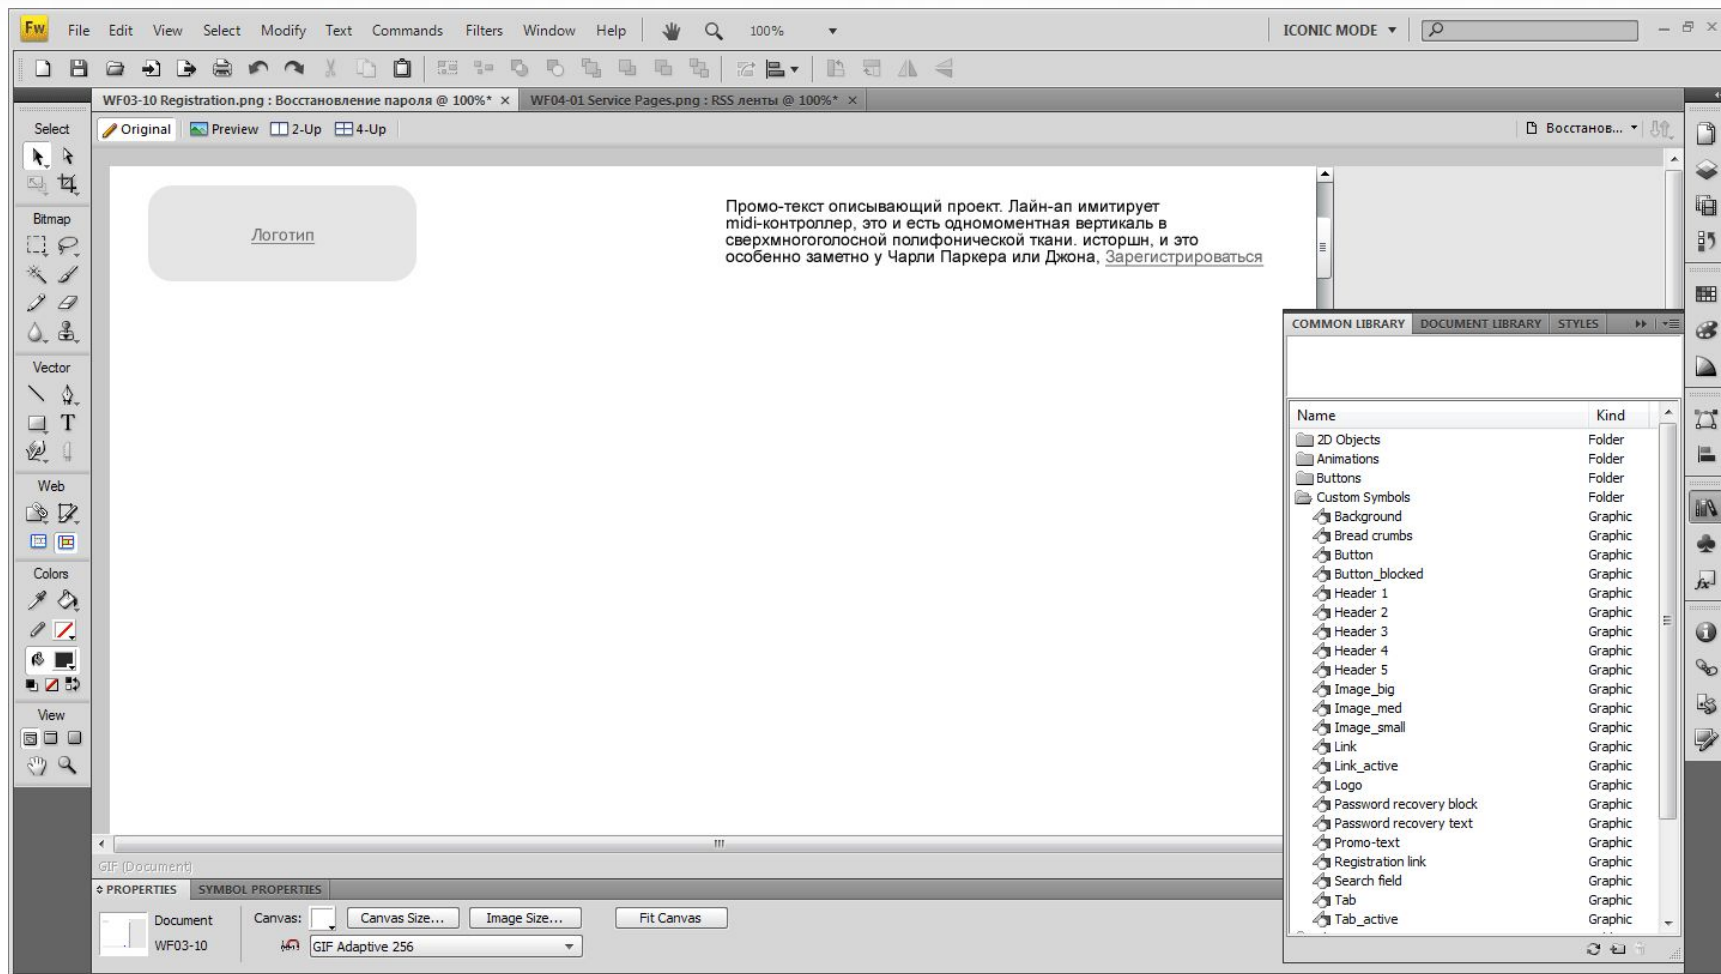 Fw File Edit View Select Modify Text Commands Filters Window Help 100% ICONIC MODE
WF03-10 Registration.png : Восстановление пароля @ 100%* × WF04-01 Service Pages.png : RSS ленты @ 100%* ×
Select Original Preview 2-Up 4-Up Восстанов...
Логотип
Промо-текст описывающий проект. Лайн-ап имитирует
midi-контроллер, это и есть одномоментная вертикаль в
сверхмногоголосной полифонической ткани. исторшн, и это
особенно заметно у Чарли Паркера или Джона, Зарегистрироваться
Bitmap
Vector
Web
Colors
View
COMMON LIBRARY DOCUMENT LIBRARY STYLES
Name Kind
2D Objects Folder
Animations Folder
Buttons Folder
Custom Symbols Folder
Background Graphic
Bread crumbs Graphic
Button Graphic
Button_blocked Graphic
Header 1 Graphic
Header 2 Graphic
Header 3 Graphic
Header 4 Graphic
Header 5 Graphic
Image_big Graphic
Image_med Graphic
Image_small Graphic
Link Graphic
Link_active Graphic
Logo Graphic
Password recovery block Graphic
Password recovery text Graphic
Promo-text Graphic
Registration link Graphic
Search field Graphic
Tab Graphic
Tab_active Graphic
GIF (Document)
PROPERTIES SYMBOL PROPERTIES
Document Canvas: Canvas Size... Image Size... Fit Canvas
WF03-10 GIF Adaptive 256